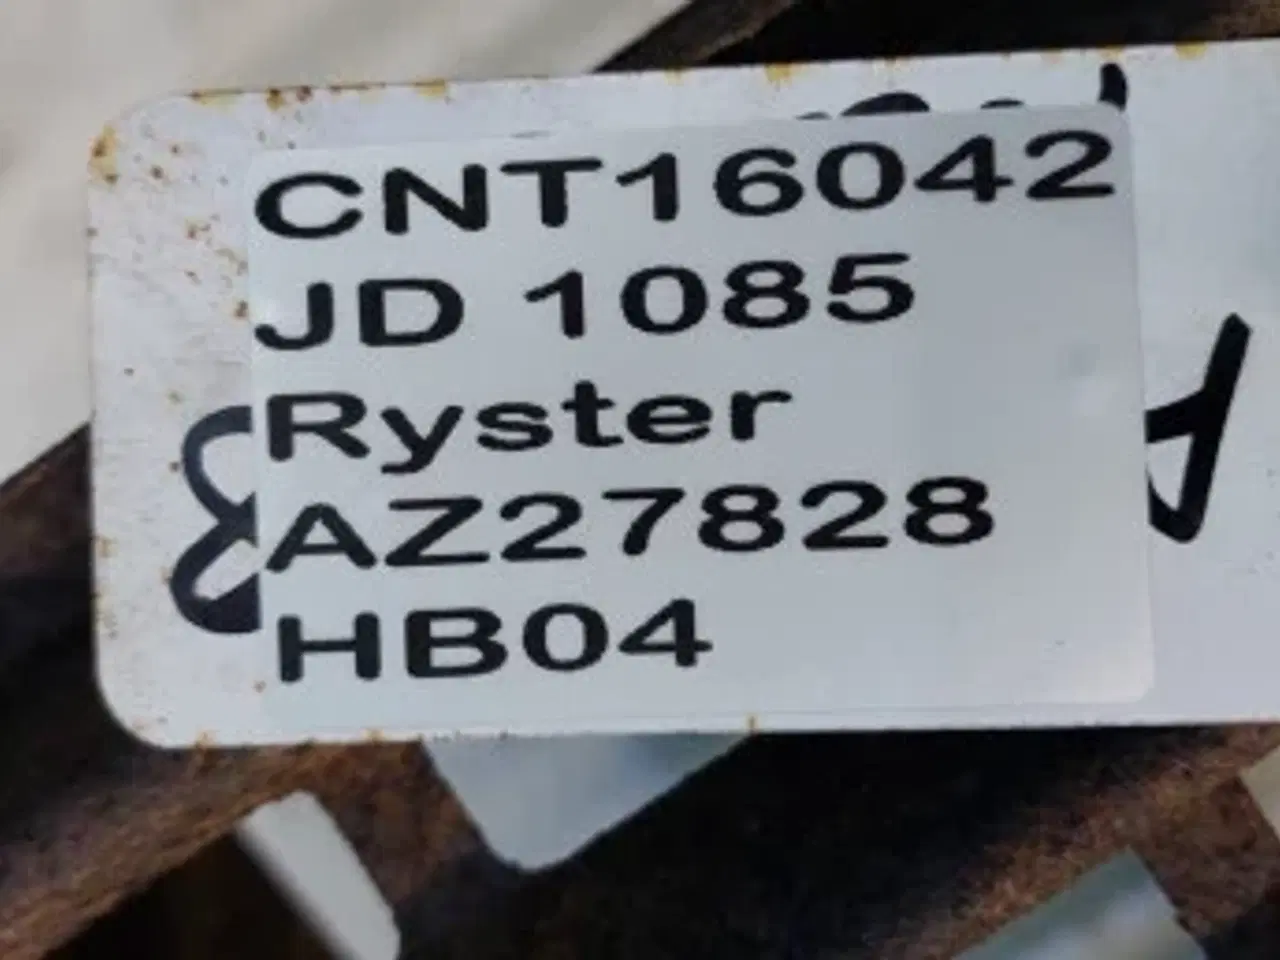 CNT16042
JD 1085
Ryster
AZ27828
HB04